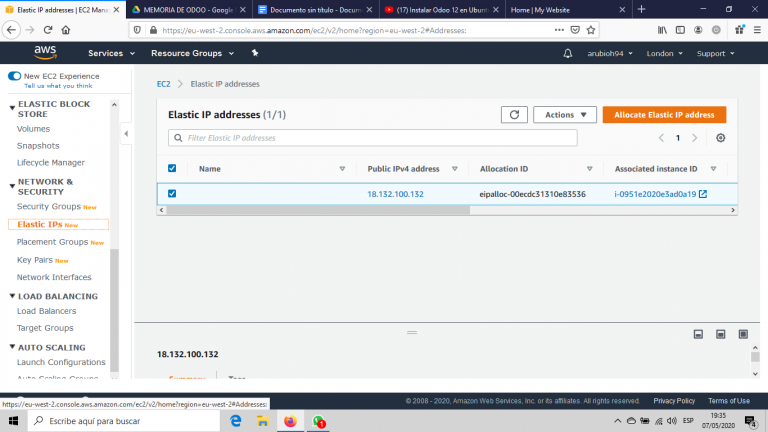 Elastic IP addresses | EC2 Mana
MEMORIA DE ODOO - Google
Documento sin título - Docum
(17) Instalar Odoo 12 en Ubunt
Home | My Website
https://eu-west-2.console.aws.amazon.com/ec2/v2/home?region=eu-west-2#Addresses:
aws
Services
Resource Groups
arubioh94
London
Support
New EC2 Experience
Tell us what you think
ELASTIC BLOCK
STORE
Volumes
Snapshots
Lifecycle Manager
NETWORK &
SECURITY
Security Groups New
Elastic IPs New
Placement Groups New
Key Pairs New
Network Interfaces
LOAD BALANCING
Load Balancers
Target Groups
AUTO SCALING
Launch Configurations
Auto Scaling Groups
EC2 > Elastic IP addresses
Elastic IP addresses (1/1)
Actions
Allocate Elastic IP address
Filter Elastic IP addresses
1
Name
Public IPv4 address
Allocation ID
Associated instance ID
18.132.100.132
eipalloc-00ecdc31310e83536
i-0951e2020e3ad0a19
18.132.100.132
Summary
Tags
https://eu-west-2.console.aws.amazon.com/ec2/v2/home?region=eu-west-2#Addresses:
© 2008 - 2020, Amazon Web Services, Inc. or its affiliates. All rights reserved.
Privacy Policy
Terms of Use
Escribe aquí para buscar
ESP
19:35
07/05/2020